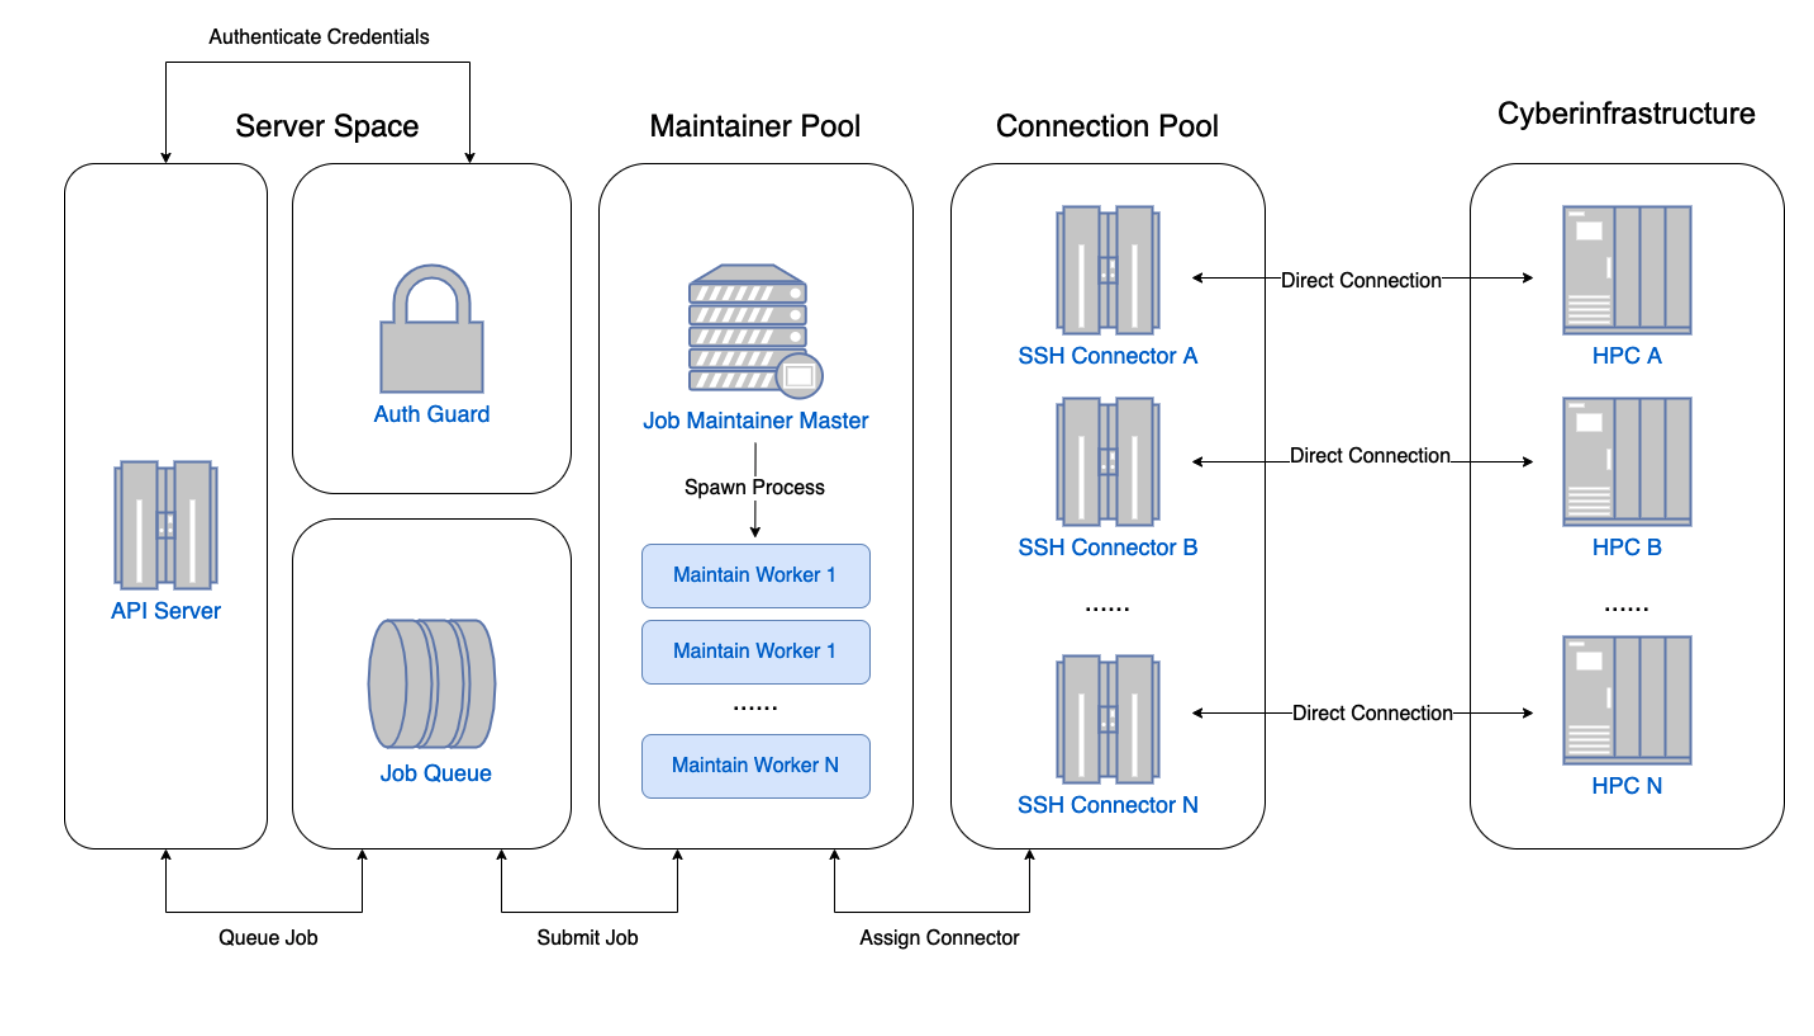 Authenticate Credentials
Server Space
Maintainer Pool
Connection Pool
Cyberinfrastructure
API Server
Auth Guard
Job Queue
Job Maintainer Master
Spawn Process
Maintain Worker 1
Maintain Worker 1
......
Maintain Worker N
SSH Connector A
SSH Connector B
......
SSH Connector N
Direct Connection
Direct Connection
Direct Connection
HPC A
HPC B
......
HPC N
Queue Job
Submit Job
Assign Connector